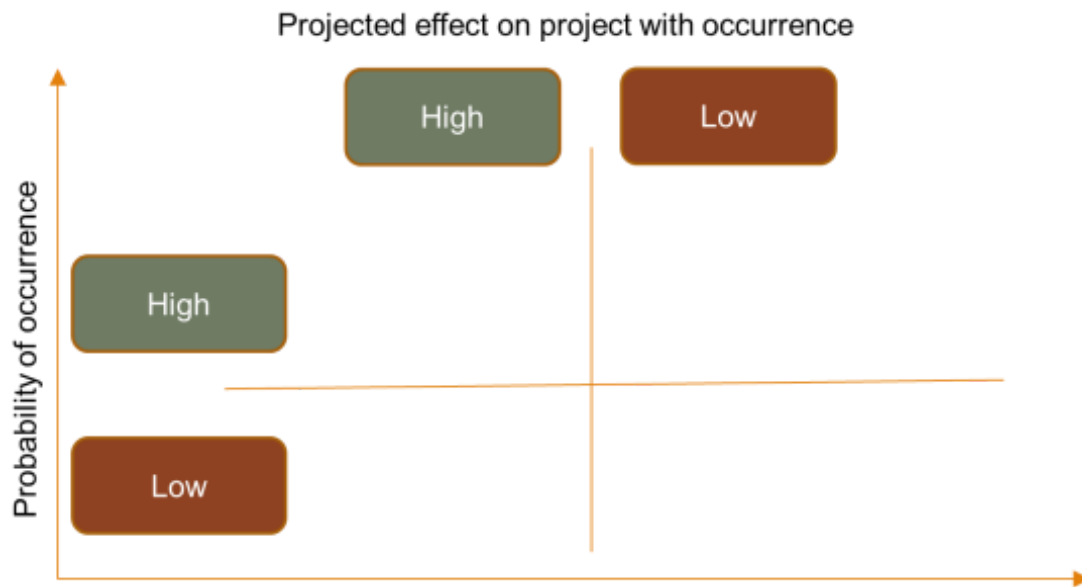 Projected effect on project with occurrence
High
Low
Probability of occurrence
High
Low